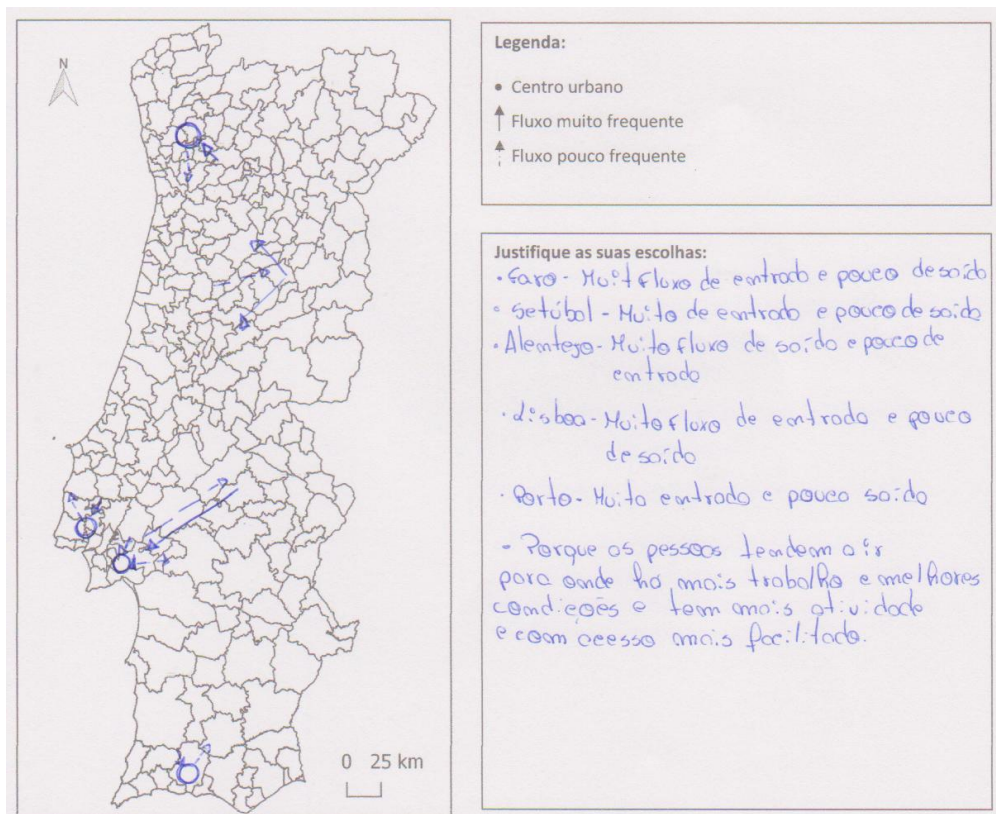 N
0 25 km
Legenda:
• Centro urbano
Fluxo muito frequente
Fluxo pouco frequente
Justifique as suas escolhas:
• Faro - Muit fluxo de entrada e pouco de saída
• Setúbal - Muito de entrada e pouco de saída
• Alentejo - Muito fluxo de saída e pouco de
entrada
• Lisboa - Muito fluxo de entrada e pouco
de saída
• Porto - Muita entrada e pouca saída
- Porque as pessoas tendem a ir
para onde há mais trabalho e melhores
condições e tem mais atividade
e com acesso mais facilitado.